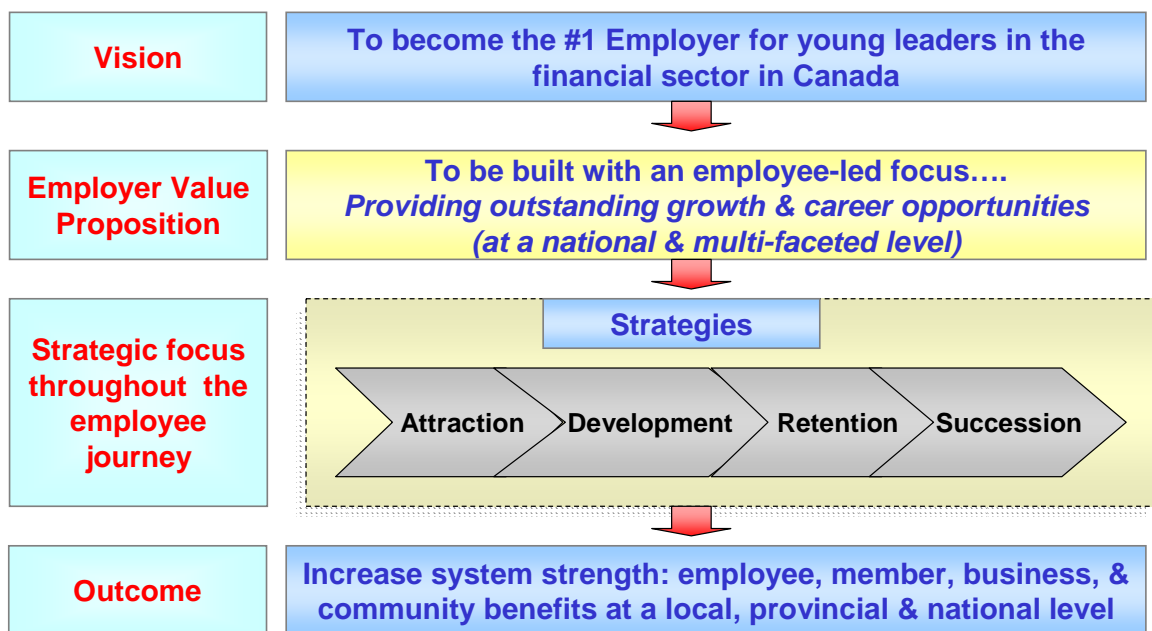 Vision
To become the #1 Employer for young leaders in the
financial sector in Canada
Employer Value
Proposition
To be built with an employee-led focus….
Providing outstanding growth & career opportunities
(at a national & multi-faceted level)
Strategic focus
throughout the
employee
journey
Strategies
Attraction
Development
Retention
Succession
Outcome
Increase system strength: employee, member, business, &
community benefits at a local, provincial & national level